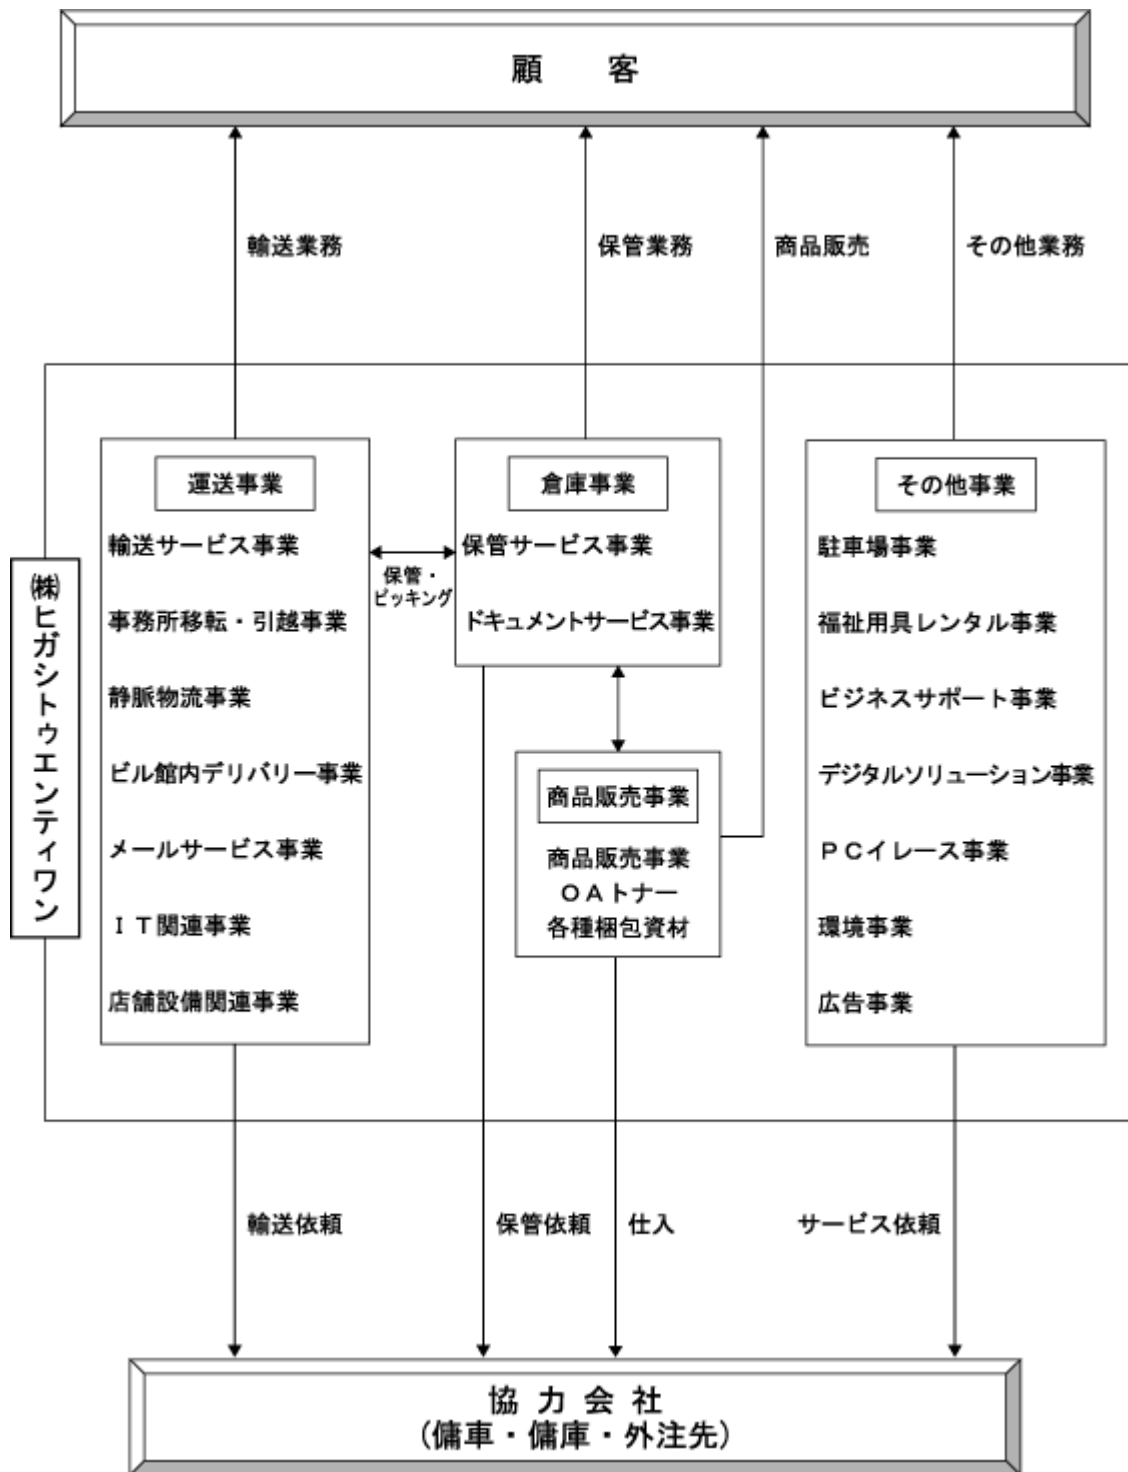 顧 客
輸送業務
保管業務
商品販売
その他業務
㈱ヒガシトゥエンティワン
運送事業
輸送サービス事業
事務所移転・引越事業
静脈物流事業
ビル館内デリバリー事業
メールサービス事業
ＩＴ関連事業
店舗設備関連事業
保管・
ピッキング
倉庫事業
保管サービス事業
ドキュメントサービス事業
商品販売事業
商品販売事業
ＯＡトナー
各種梱包資材
その他事業
駐車場事業
福祉用具レンタル事業
ビジネスサポート事業
デジタルソリューション事業
ＰＣイレース事業
環境事業
広告事業
輸送依頼
保管依頼
仕入
サービス依頼
協 力 会 社
(傭車・傭庫・外注先)